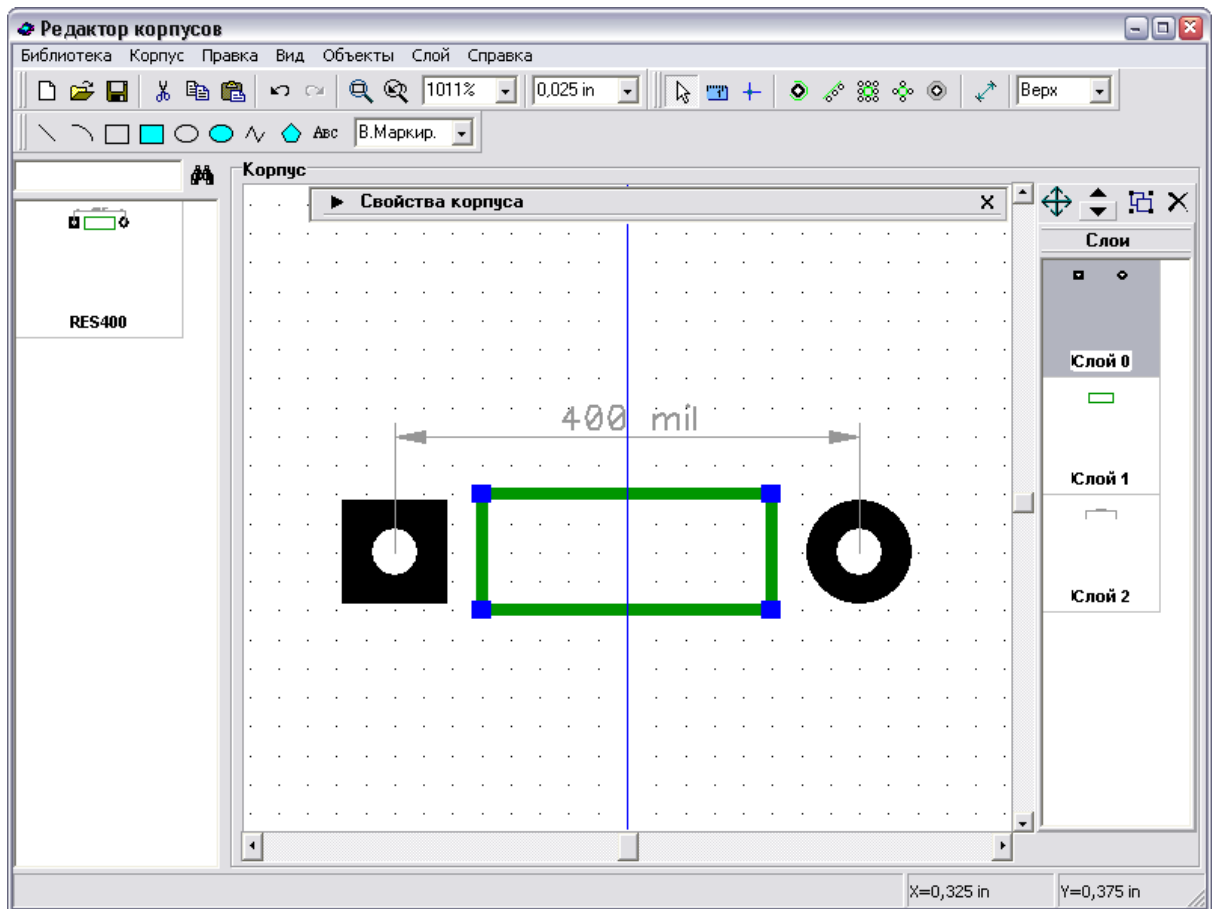 Редактор корпусов
Библиотека Корпус Правка Вид Объекты Слой Справка
1011% 0,025 in Верх
АВС В.Маркир.
Корпус
Свойства корпуса
Слои
RES400
Слой 0
400 mil
Слой 1
Слой 2
X=0,325 in Y=0,375 in